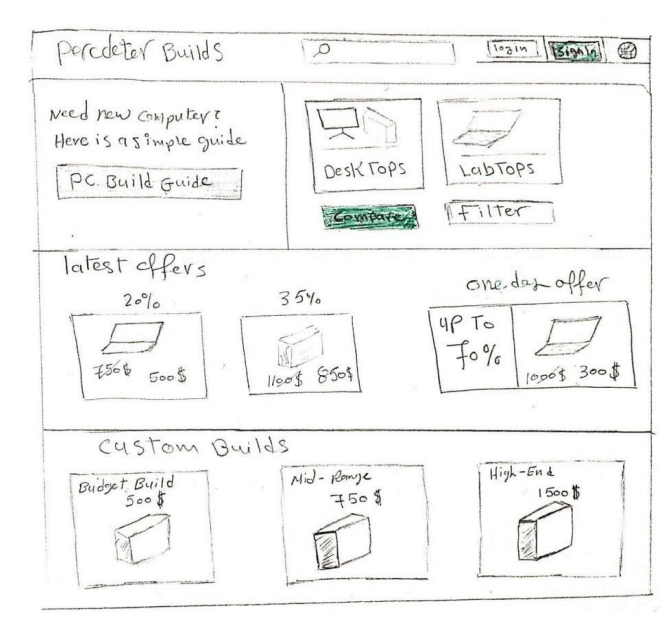 Percdeter Builds
login
SignIn
Need new computer?
Here is a simple guide
PC Build Guide
DeskTops
LabTops
Compare
Filter
latest offers
20%
35%
one day offer
750$ 500$
1100$ 850$
UP To
70%
1000$ 300$
Custom Builds
Budget Build
500$
Mid-Range
750$
High-End
1500$